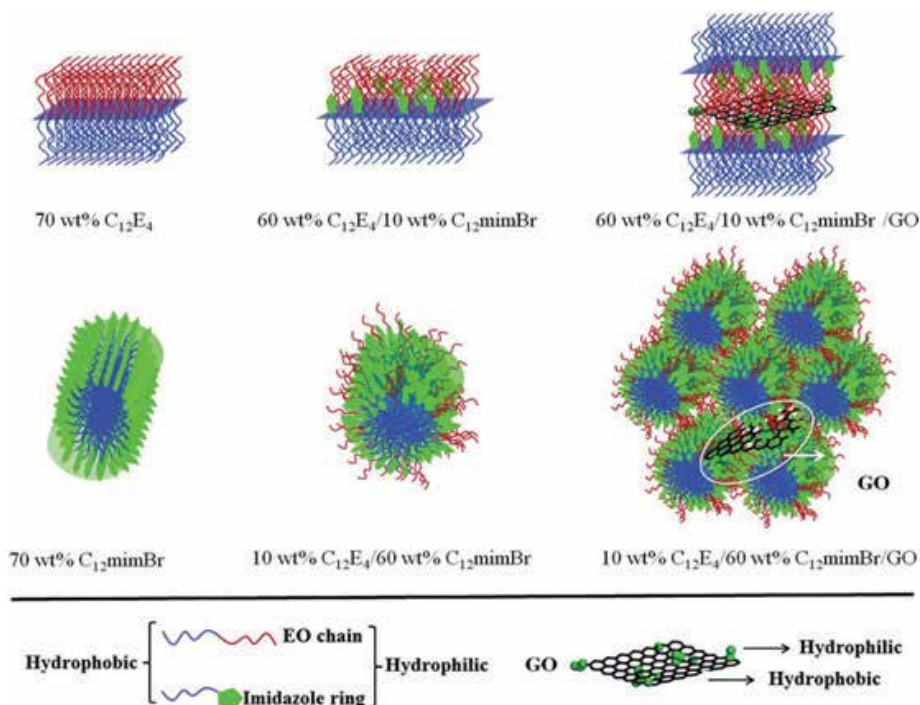 70 wt% C₁₂E₄
60 wt% C₁₂E₄/10 wt% C₁₂mimBr
60 wt% C₁₂E₄/10 wt% C₁₂mimBr /GO
GO
70 wt% C₁₂mimBr
10 wt% C₁₂E₄/60 wt% C₁₂mimBr
10 wt% C₁₂E₄/60 wt% C₁₂mimBr/GO
Hydrophobic
EO chain
Imidazole ring
Hydrophilic
GO
Hydrophilic
Hydrophobic